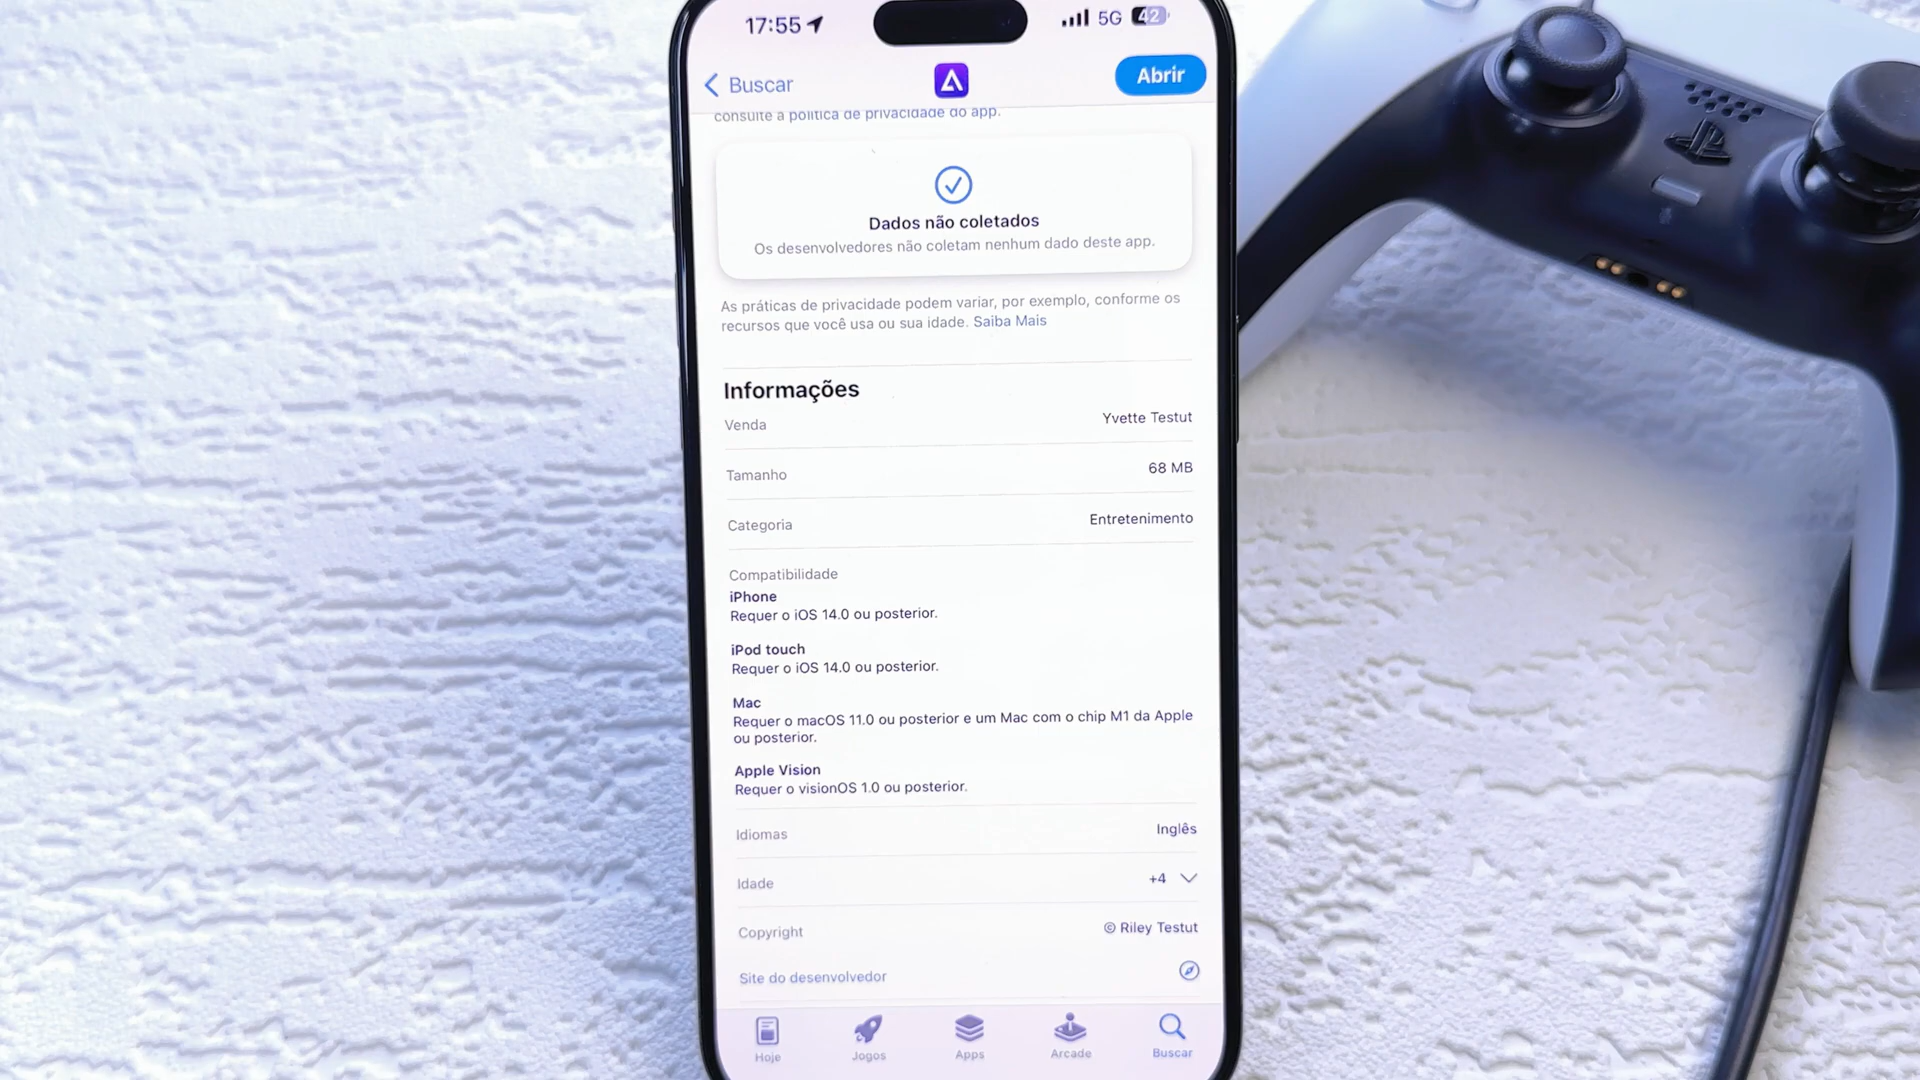 17:55
5G
42
Buscar
Abrir
consulte a política de privacidade do app.
Dados não coletados
Os desenvolvedores não coletam nenhum dado deste app.
As práticas de privacidade podem variar, por exemplo, conforme os
recursos que você usa ou sua idade. Saiba Mais
Informações
Venda
Yvette Testut
Tamanho
68 MB
Categoria
Entretenimento
Compatibilidade
iPhone
Requer o iOS 14.0 ou posterior.
iPod touch
Requer o iOS 14.0 ou posterior.
Mac
Requer o macOS 11.0 ou posterior e um Mac com o chip M1 da Apple
ou posterior.
Apple Vision
Requer o visionOS 1.0 ou posterior.
Idiomas
Inglês
Idade
+4
Copyright
© Riley Testut
Site do desenvolvedor
Hoje
Jogos
Apps
Arcade
Buscar